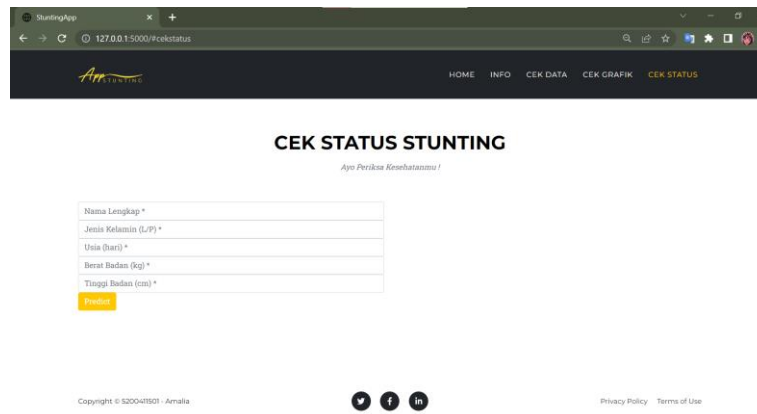 StuntingApp
127.0.0.1:5000/#cekstatus
App STUNTING
HOME INFO CEK DATA CEK GRAFIK CEK STATUS
CEK STATUS STUNTING
Ayo Periksa Kesehatanmu !
Nama Lengkap *
Jenis Kelamin (L/P) *
Usia (hari) *
Berat Badan (kg) *
Tinggi Badan (cm) *
Predict
Copyright © 5200411501 - Amalia
Privacy Policy Terms of Use